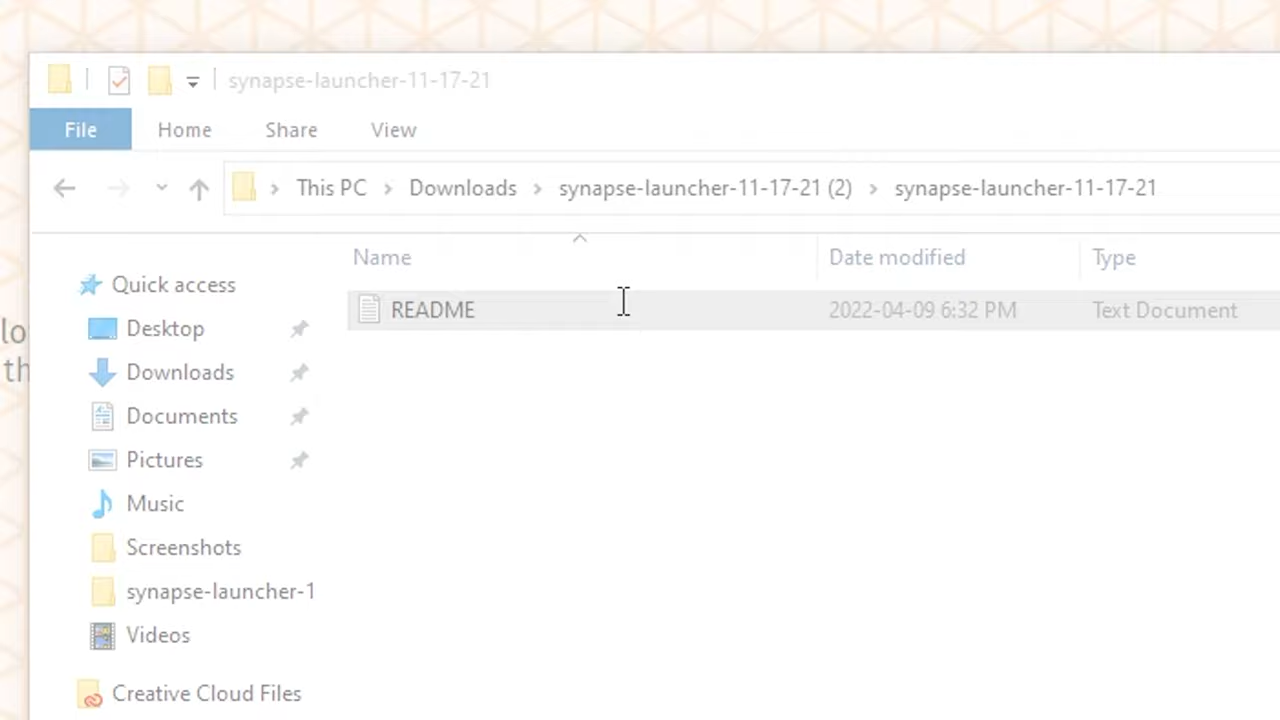 synapse-launcher-11-17-21
File Home Share View
This PC > Downloads > synapse-launcher-11-17-21 (2) > synapse-launcher-11-17-21
Name Date modified Type
Quick access
README 2022-04-09 6:32 PM Text Document
Desktop
lo
Downloads
th
Documents
Pictures
Music
Screenshots
synapse-launcher-1
Videos
Creative Cloud Files